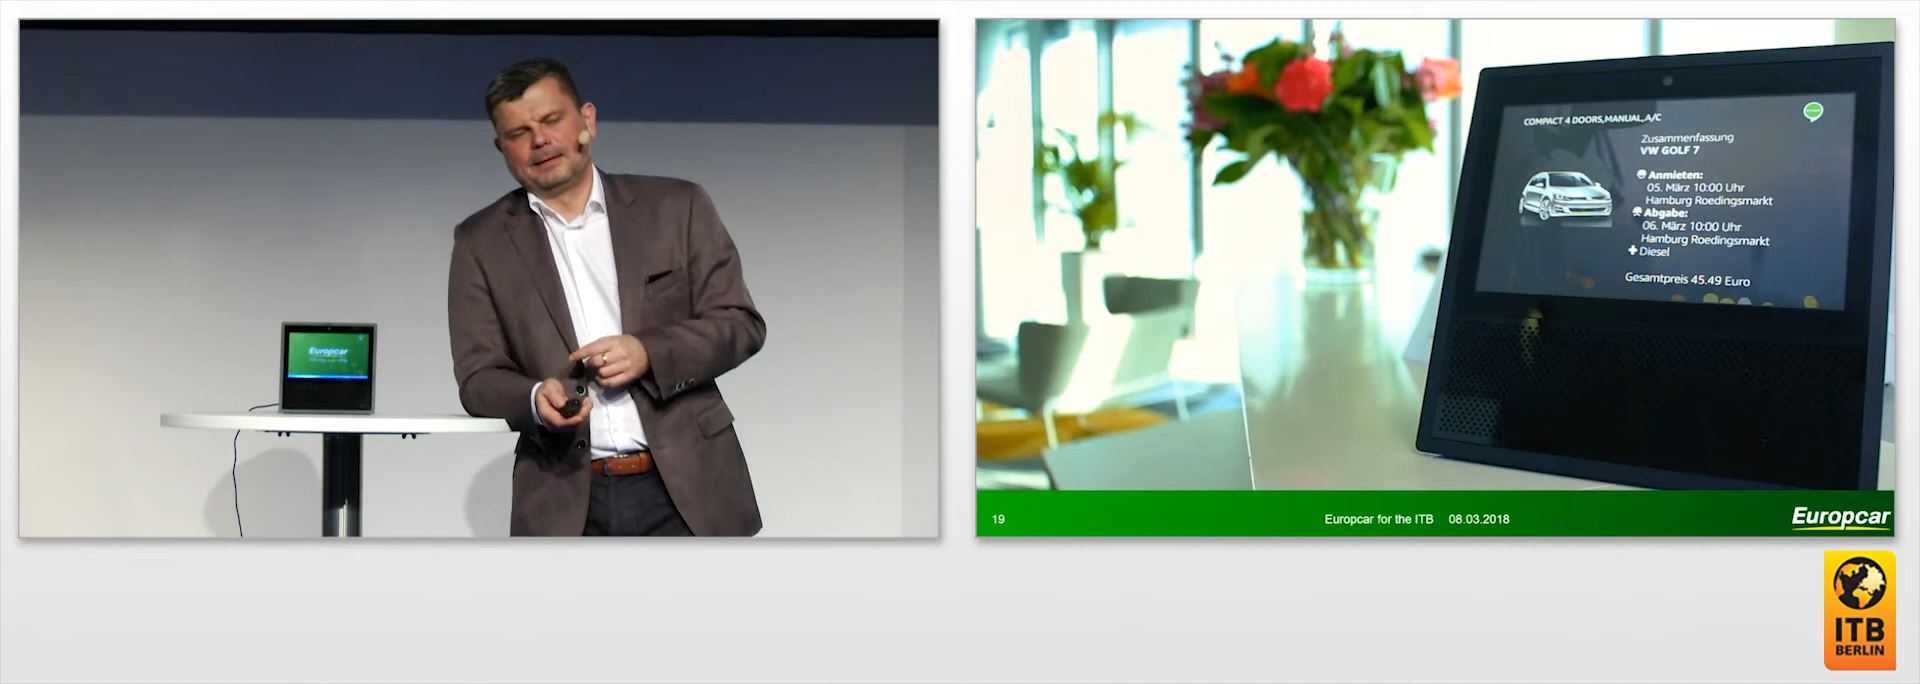 Europcar
COMPACT 4 DOORS,MANUAL,A/C
Zusammenfassung
VW GOLF 7
Anmieten:
05. März 10:00 Uhr
Hamburg Roedingsmarkt
Abgabe:
06. März 10:00 Uhr
Hamburg Roedingsmarkt
+ Diesel
Gesamtpreis 45.49 Euro
19
Europcar for the ITB 08.03.2018
Europcar
ITB
BERLIN